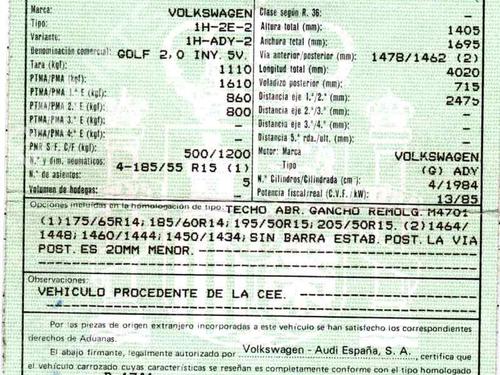 Marca: VOLKSWAGEN
Tipo: 1H-2E-2
Variante: 1H-ADY-2
Denominación comercial: GOLF 2,0 INY. 5V.
Tara (kgf): 1110
PTMA/PMA (kgf): 1610
PTMA/PMA 1.ª E (kgf): 860
PTMA/PMA 2.ª E (kgf): 800
PTMA/PMA 3.ª E (kgf): –
PTMA/PMA 4.ª E (kgf): –
PMR S.F. C/F (kgf): 500/1200
N.º y dim. neumáticos: 4-185/55 R15 (1)
N.º de asientos: 5
Volumen de bodegas: –
Clase según R. 36: –
Altura total (mm): 1405
Anchura total (mm): 1695
Vía anterior/posterior (mm): 1478/1462 (2)
Longitud total (mm): 4020
Voladizo posterior (mm): 715
Distancia eje 1.º/2.º (mm): 2475
Distancia eje 2.º/3.º (mm): –
Distancia eje 3.º/4.º (mm): –
Distancia 5.ª rda./ult. (mm): –
Motor: Marca VOLKSWAGEN
Tipo (G) ADY
N.º Cilindros/Cilindrada (cm³) 4/1984
Potencia fiscal/real (C.V.F./kW) 13/85
Opciones incluidas en la homologación de tipo: TECHO ABR. GANCHO REMOLG. M4701
(1)175/65R14;185/60R14; 195/50R15;205/50R15. (2)1464/
1448;1460/1444; 1450/1434;SIN BARRA ESTAB. POST. LA VIA
POST. ES 20MM MENOR.
Observaciones:
VEHICULO PROCEDENTE DE LA CEE.
Por las piezas de origen extranjero incorporadas a este vehículo se han satisfecho los correspondientes
derechos de Aduanas.
El abajo firmante, legalmente autorizado por Volkswagen - Audi España, S. A., certifica que
el vehículo carrozado cuyas características se reseñan es completamente conforme con el tipo homologado